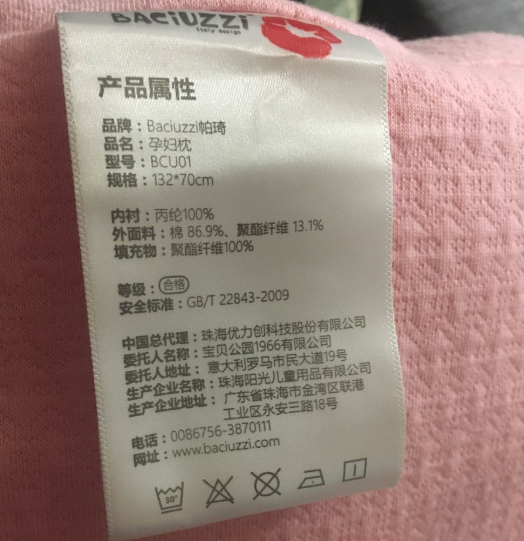 BACIUZZI
Italy design
产品属性
品牌：Baciuzzi帕琦
品名：孕妇枕
型号：BCU01
规格：132*70cm
内衬：丙纶100%
外面料：棉 86.9%、聚酯纤维 13.1%
填充物：聚酯纤维100%
等级：合格
安全标准：GB/T 22843-2009
中国总代理：珠海优力创科技股份有限公司
委托人名称：宝贝公园1966有限公司
委托人地址：意大利罗马市民大道19号
生产企业名称：珠海阳光儿童用品有限公司
生产企业地址：广东省珠海市金湾区联港
工业区永安三路18号
电话：0086756-3870111
网址：www.baciuzzi.com
30°